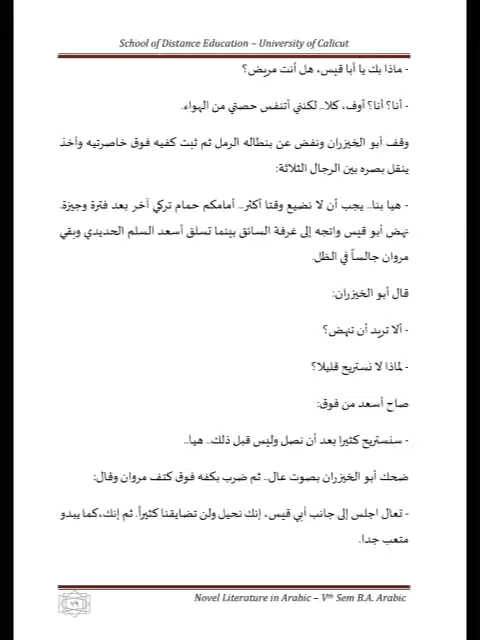 School of Distance Education – University of Calicut
- ماذا بك يا أبا قيس، هل أنت مريض؟
- أنا؟ أنا؟ أوف، كلا.. لكنني أتنفس حصتي من الهواء.
وقف أبو الخيزران ونفض عن بنطاله الرمل ثم ثبت كفيه فوق خاصرتيه وأخذ
ينقل بصره بين الرجال الثلاثة:
- هيا بنا.. يجب أن لا نضيع وقتا أكثر.. أمامكم حمام تركي آخر بعد فترة وجيزة.
نهض أبو قيس واتجه إلى غرفة السائق بينما تسلق أسعد السلم الحديدي وبقي
مروان جالساً في الظل.
قال أبو الخيزران:
- ألا تريد أن تنهض؟
- لماذا لا نستريح قليلا؟
صاح أسعد من فوق:
- سنستريح كثيرا بعد أن نصل وليس قبل ذلك.. هيا..
ضحك أبو الخيزران بصوت عال.. ثم ضرب بكفه فوق كتف مروان وقال:
- تعال اجلس إلى جانب أبي قيس، إنك نحيل ولن تضايقنا كثيراً. ثم إنك،كما يبدو
متعب جدا.
Novel Literature in Arabic – Vth Sem B.A. Arabic
٧٩